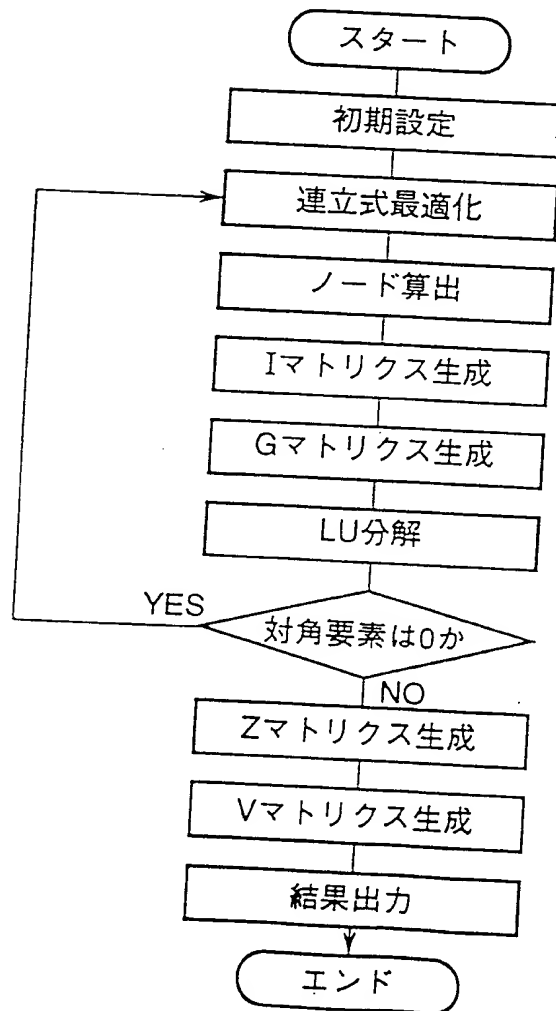 スタート
初期設定
連立式最適化
ノード算出
Iマトリクス生成
Gマトリクス生成
LU分解
YES
対角要素は0か
NO
Zマトリクス生成
Vマトリクス生成
結果出力
エンド